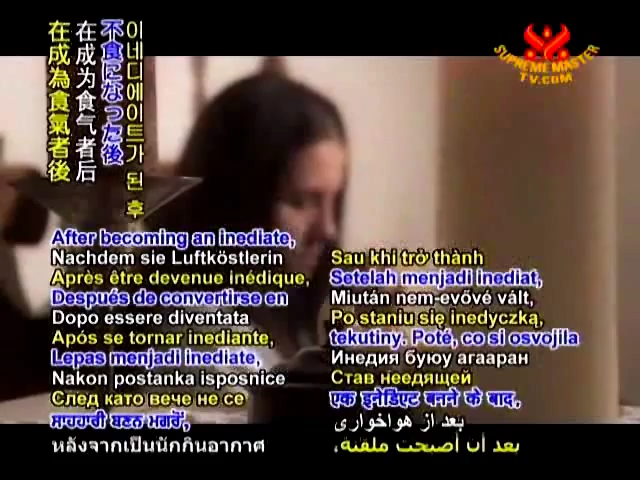 在成為食氣者後
在成为食气者后
不食になった後
이네디에이트가 된 후
SUPREME MASTER
TV.COM
After becoming an inediate,
Nachdem sie Luftköstlerin
Après être devenue inédique,
Después de convertirse en
Dopo essere diventata
Após se tornar inediante,
Lepas menjadi inediate,
Nakon postanka isposnice
След като вече не се
ਸਾਹਾਰੀ ਬਣਨ ਮਗਰੋਂ,
หลังจากเป็นนักกินอากาศ
Sau khi trở thành
Setelah menjadi inediat,
Miután nem-evővé vált,
Po staniu się inedyczką,
tekutiny. Poté, co si osvojila
Инедия буюу агааран
Став неедящей
एक इनेडिएट बनने के बाद,
بعد از هواخواری
بعد أن أصبحت ملقنة،